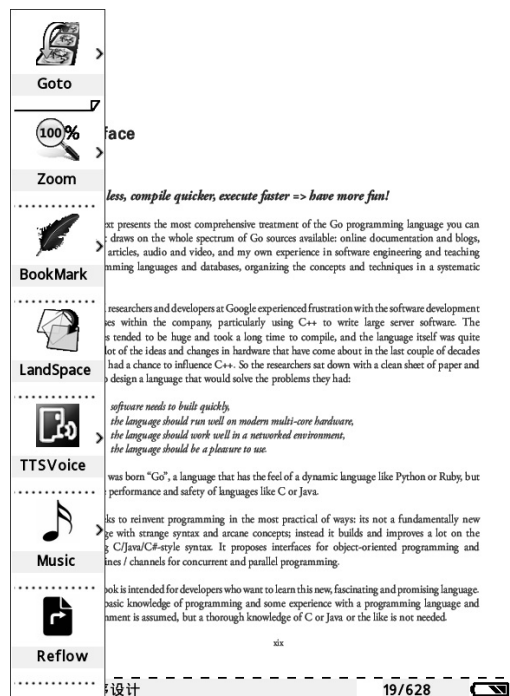 Goto
100%
Zoom
BookMark
LandSpace
TTSVoice
Music
Reflow
face
less, compile quicker, execute faster => have more fun!
xt presents the most comprehensive treatment of the Go programming language you can
draws on the whole spectrum of Go sources available: online documentation and blogs,
articles, audio and video, and my own experience in software engineering and teaching
mming languages and databases, organizing the concepts and techniques in a systematic
researchers and developers at Google experienced frustration with the software development
es within the company, particularly using C++ to write large server software. The
s tended to be huge and took a long time to compile, and the language itself was quite
lot of the ideas and changes in hardware that have come about in the last couple of decades
had a chance to influence C++. So the researchers sat down with a clean sheet of paper and
design a language that would solve the problems they had:
software needs to built quickly,
the language should run well on modern multi-core hardware,
the language should work well in a networked environment,
the language should be a pleasure to use.
was born “Go”, a language that has the feel of a dynamic language like Python or Ruby, but
performance and safety of languages like C or Java.
ks to reinvent programming in the most practical of ways: its not a fundamentally new
ge with strange syntax and arcane concepts; instead it builds and improves a lot on the
g C/Java/C#-style syntax. It proposes interfaces for object-oriented programming and
ines / channels for concurrent and parallel programming.
ook is intended for developers who want to learn this new, fascinating and promising language.
basic knowledge of programming and some experience with a programming language and
nment is assumed, but a thorough knowledge of C or Java or the like is not needed.
xix
序设计
19/628